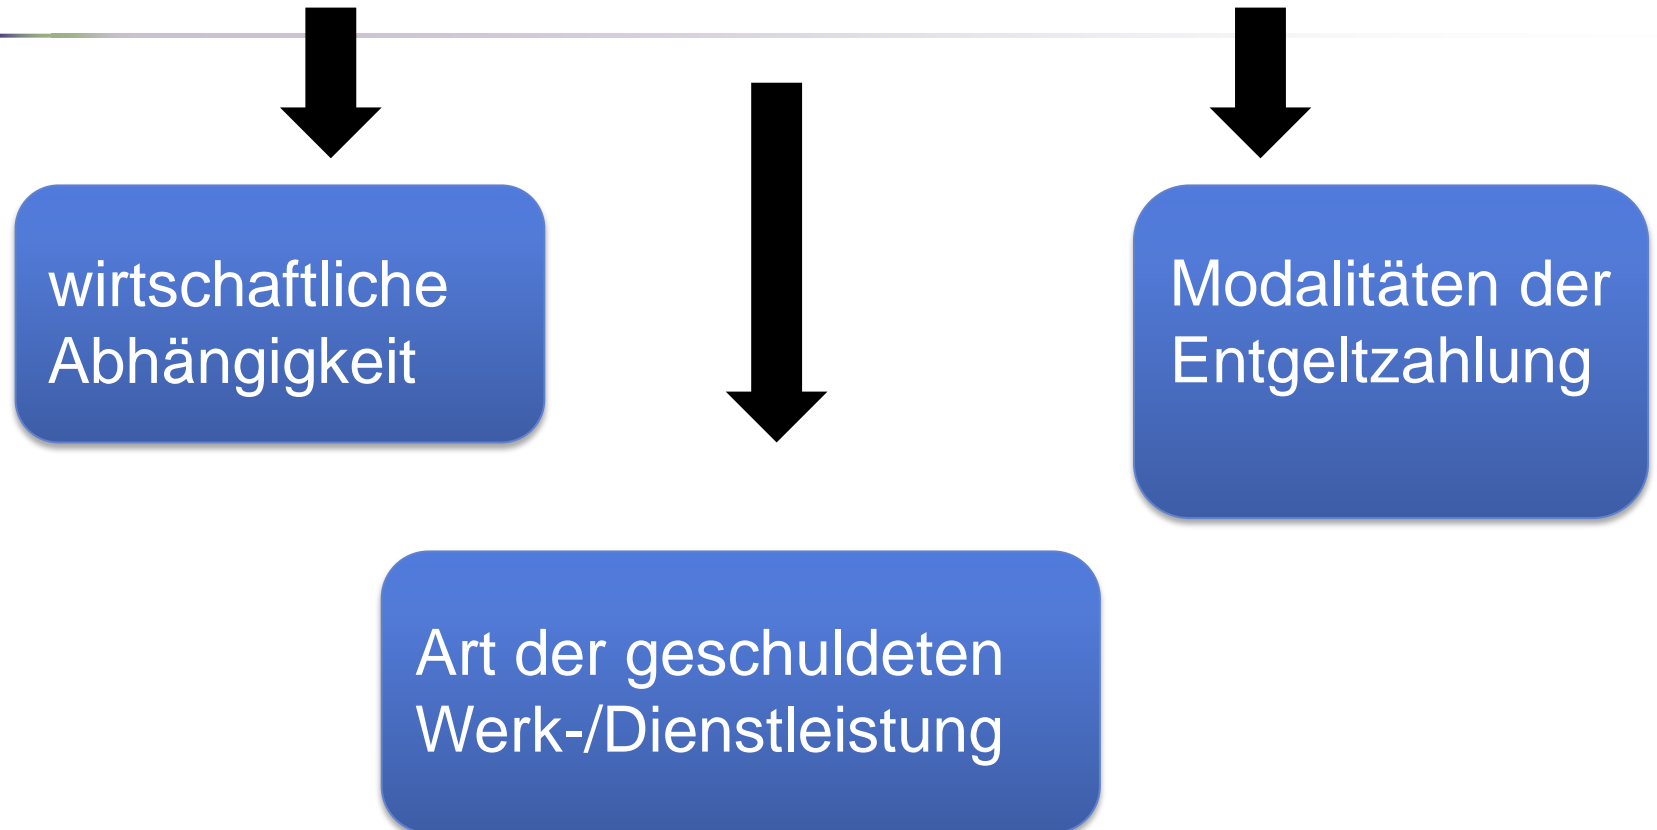 wirtschaftliche
Abhängigkeit
Modalitäten der
Entgeltzahlung
Art der geschuldeten
Werk-/Dienstleistung